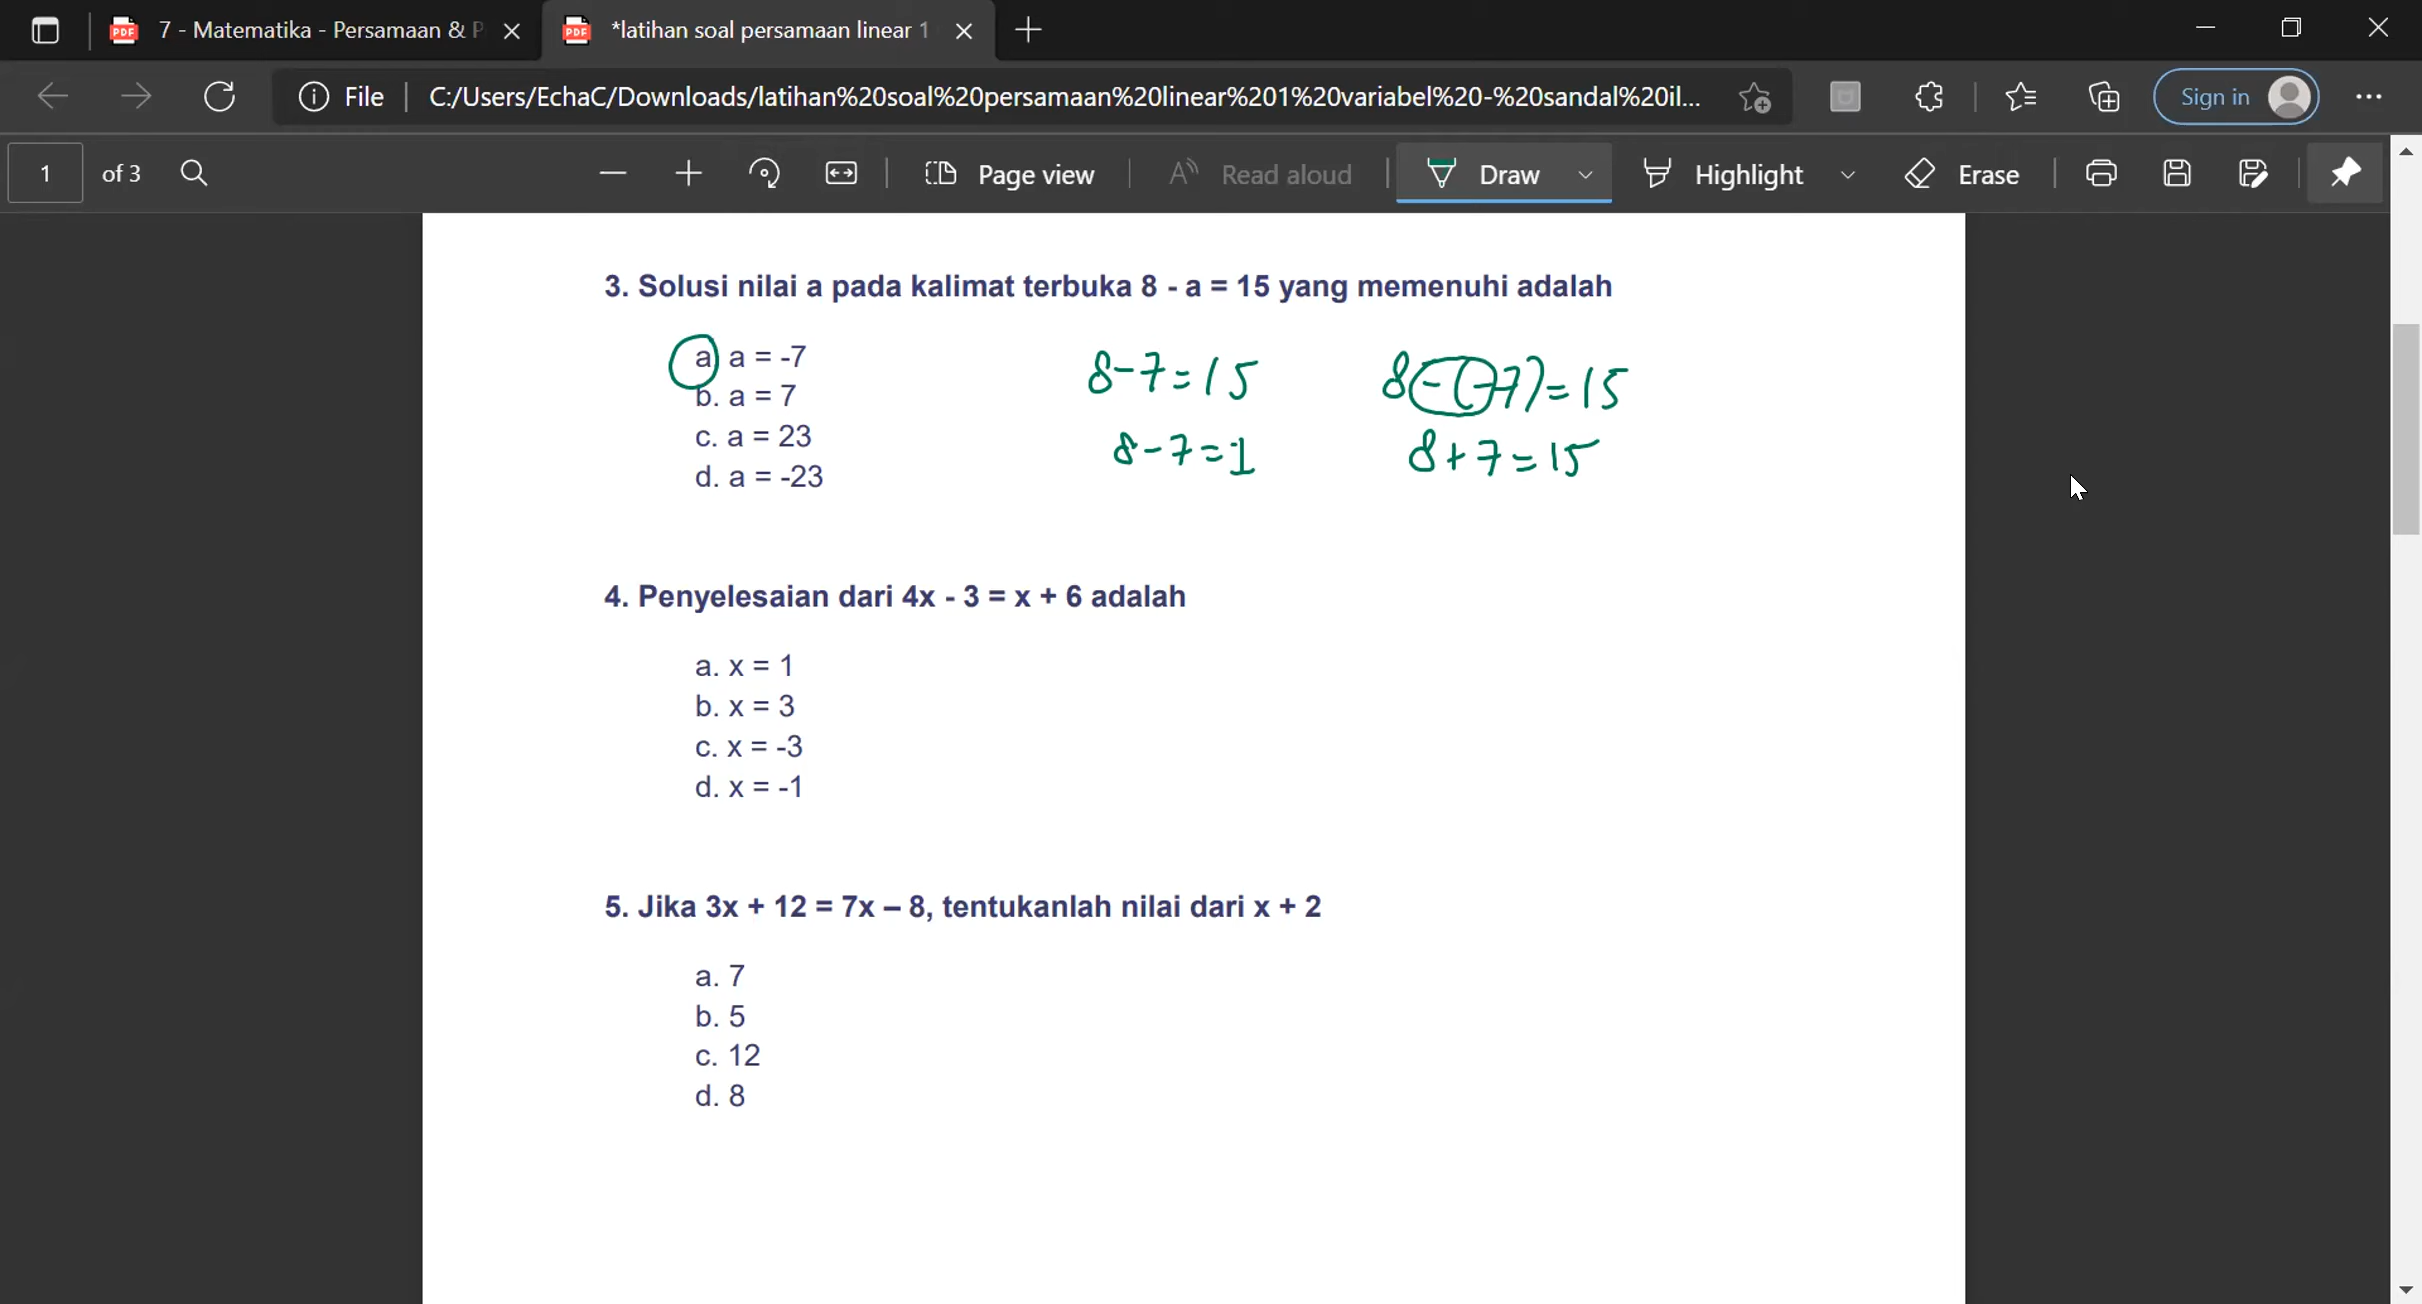 7 - Matematika - Persamaan & P
*latihan soal persamaan linear 1
File
C:/Users/EchaC/Downloads/latihan%20soal%20persamaan%20linear%201%20variabel%20-%20sandal%20il...
Sign in
1 of 3
Page view
Read aloud
Draw
Highlight
Erase
3. Solusi nilai a pada kalimat terbuka 8 - a = 15 yang memenuhi adalah
a. a = -7
b. a = 7
c. a = 23
d. a = -23
8-7=15
8-7=1
8-(-7)=15
8+7=15
4. Penyelesaian dari 4x - 3 = x + 6 adalah
a. x = 1
b. x = 3
c. x = -3
d. x = -1
5. Jika 3x + 12 = 7x – 8, tentukanlah nilai dari x + 2
a. 7
b. 5
c. 12
d. 8